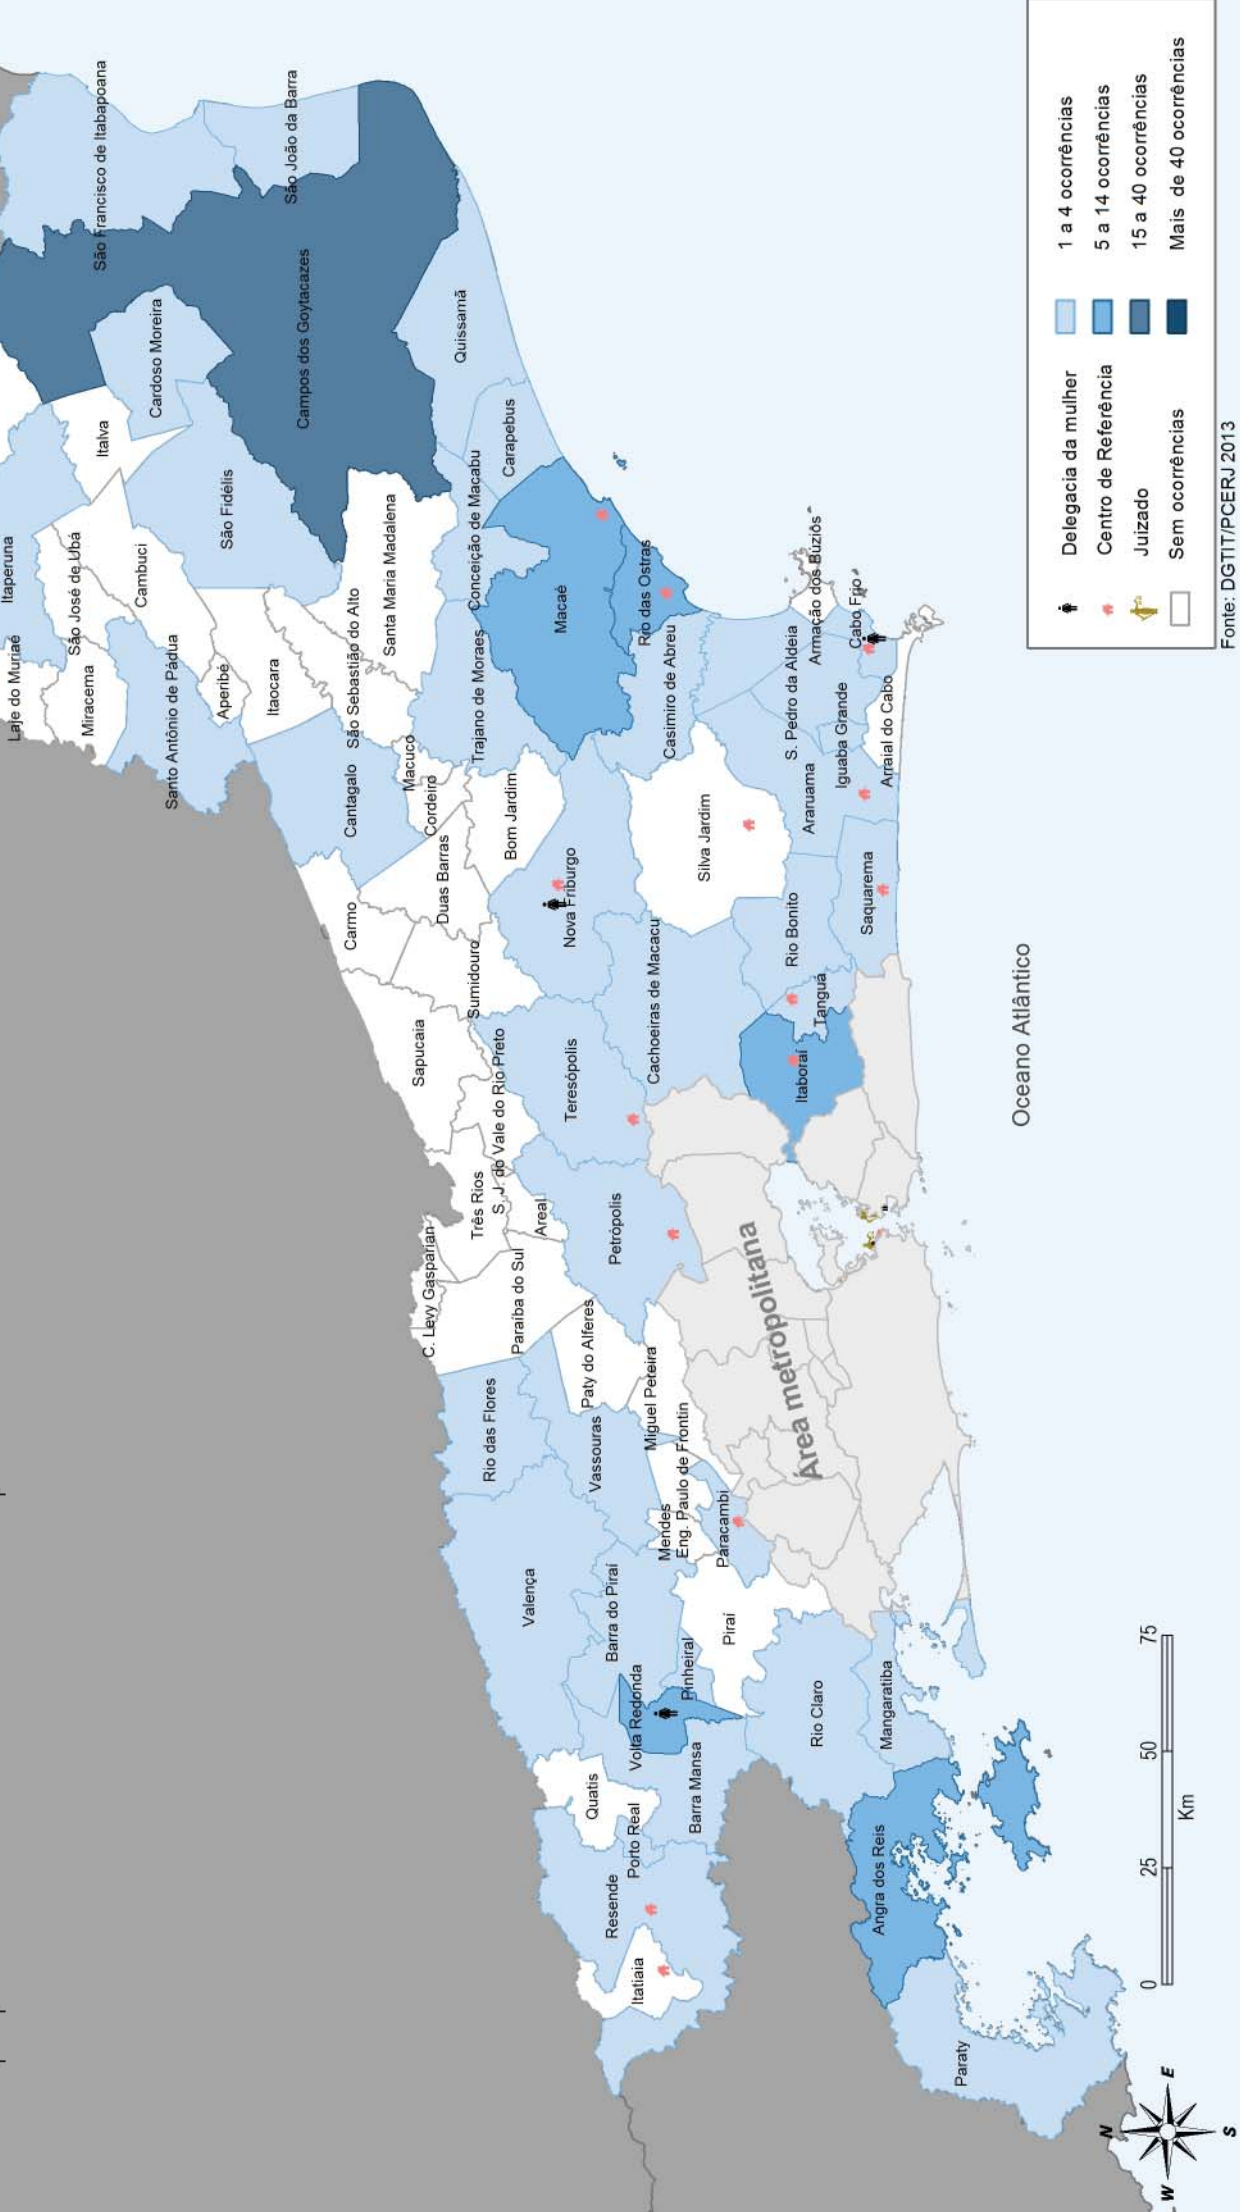 São Francisco de Itabapoana
São João da Barra
Campos dos Goytacazes
Cardoso Moreira
Quissamã
Italva
Carapebus
Conceição de Macabu
São Fidélis
Santa Maria Madalena
Itaperuna
São José de Ubá
Cambuci
Laje do Muriaé
Miracema
Santo Antônio de Pádua
Aperibé
Itaocara
São Sebastião do Alto
Trajano de Moraes
Macaé
Rio das Ostras
Casimiro de Abreu
Armação dos Búzios
Cabo Frio
S. Pedro da Aldeia
Iguaba Grande
Arraial do Cabo
Araruama
Cantagalo
Macuco
Cordeiro
Bom Jardim
Silva Jardim
Duas Barras
Nova Friburgo
Carmo
Sumidouro
Cachoeiras de Macacu
Rio Bonito
Saquarema
Tanguá
Itaboraí
Sapucaia
Teresópolis
S. J. do Vale do Rio Preto
Três Rios
Areal
Petrópolis
C. Levy Gasparian
Paraíba do Sul
Paty do Alferes
Miguel Pereira
Rio das Flores
Vassouras
Eng. Paulo de Frontin
Mendes
Paracambi
Área metropolitana
Valença
Barra do Piraí
Piraí
Pinheiral
Volta Redonda
Rio Claro
Mangaratiba
Barra Mansa
Quatis
Porto Real
Resende
Itatiaia
Angra dos Reis
Paraty
Oceano Atlântico
0 25 50 75
Km
N
W E
S
Delegacia da mulher
Centro de Referência
Juizado
Sem ocorrências
1 a 4 ocorrências
5 a 14 ocorrências
15 a 40 ocorrências
Mais de 40 ocorrências
Fonte: DGTIT/PCERJ 2013